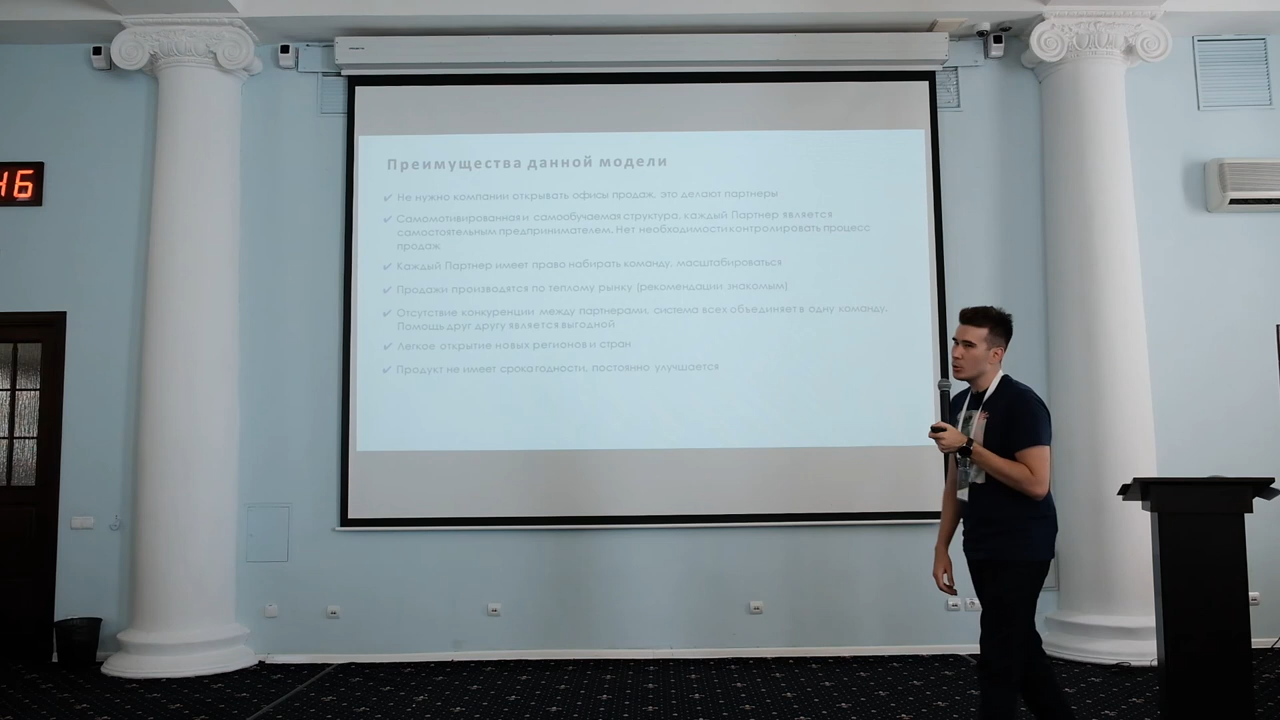 46
Преимущества данной модели
✔ Не нужно компании открывать офисы продаж, это делают партнеры
✔ Самомотивированная и самообучаемая структура, каждый Партнер является
самостоятельным предпринимателем. Нет необходимости контролировать процесс
продаж
✔ Каждый Партнер имеет право набирать команду, масштабироваться
✔ Продажи производятся по теплому рынку (рекомендации, знакомым)
✔ Отсутствие конкуренции между партнерами, система всех объединяет в одну команду.
Помощь друг другу является выгодной
✔ Легкое открытие новых регионов и стран
✔ Продукт не имеет срока годности, постоянно улучшается